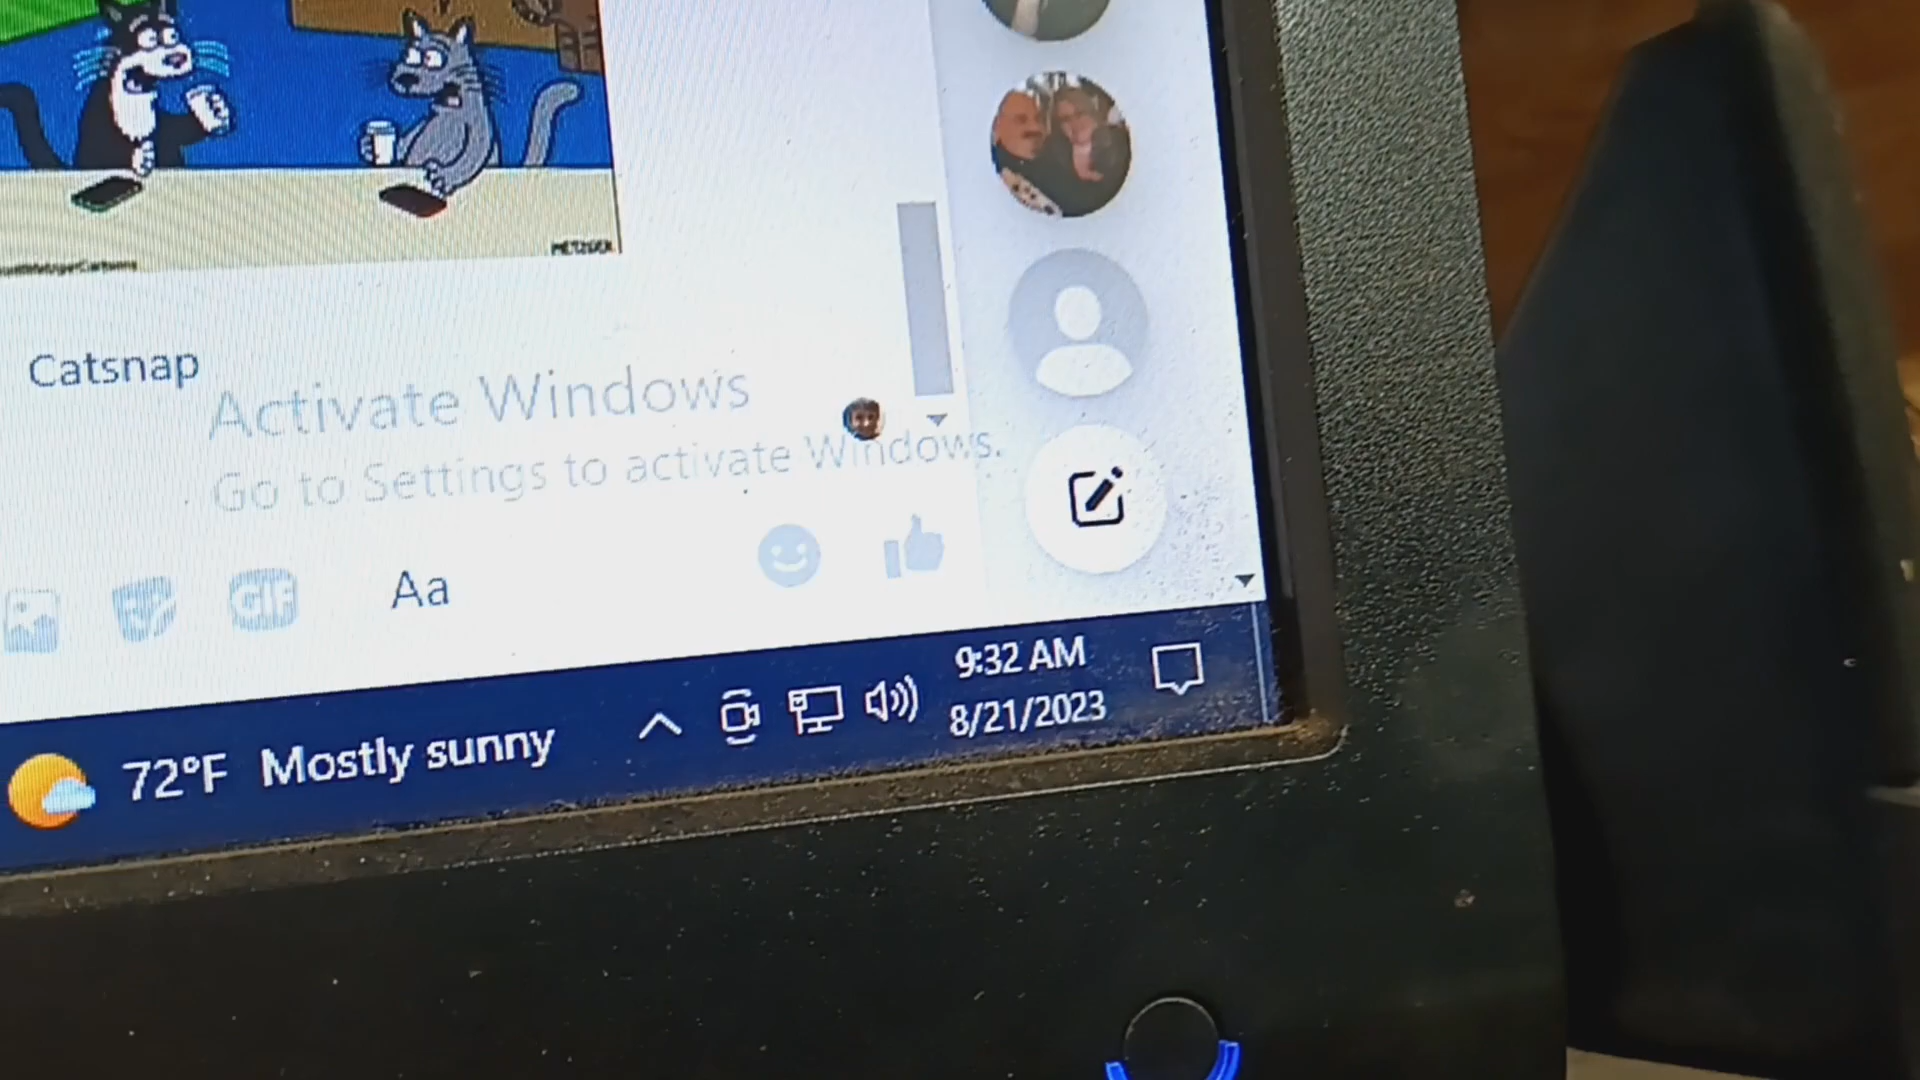 METZGER
Catsnap
Activate Windows
Go to Settings to activate Windows.
GIF
Aa
9:32 AM
72°F Mostly sunny
8/21/2023